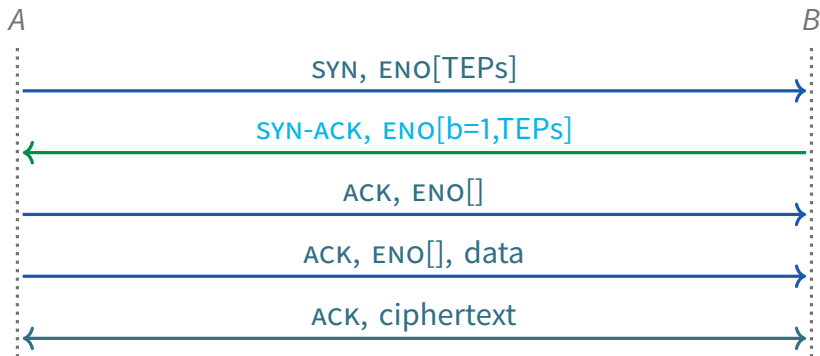 A B
SYN, ENO[TEPs]
SYN-ACK, ENO[b=1,TEPs]
ACK, ENO[]
ACK, ENO[], data
ACK, ciphertext